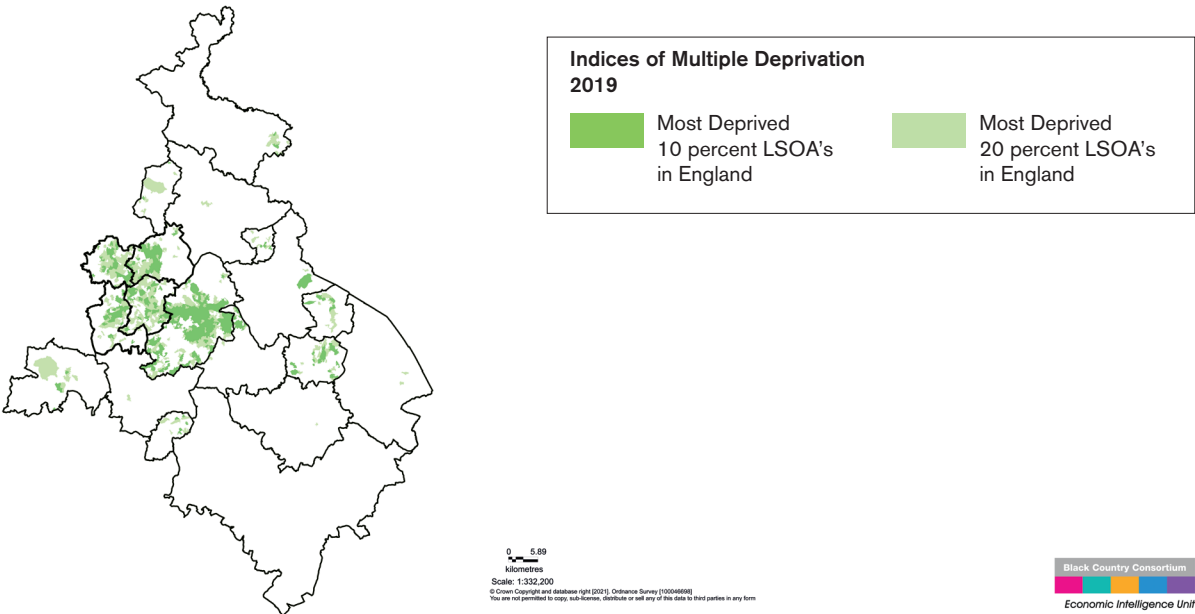 Indices of Multiple Deprivation
2019
Most Deprived
10 percent LSOA's
in England
Most Deprived
20 percent LSOA's
in England
0 5.89
kilometres
Scale: 1:332,200
© Crown Copyright and database right [2021]. Ordnance Survey [100046698]
You are not permitted to copy, sub-license, distribute or sell any of this data to third parties in any form
Black Country Consortium
Economic Intelligence Unit